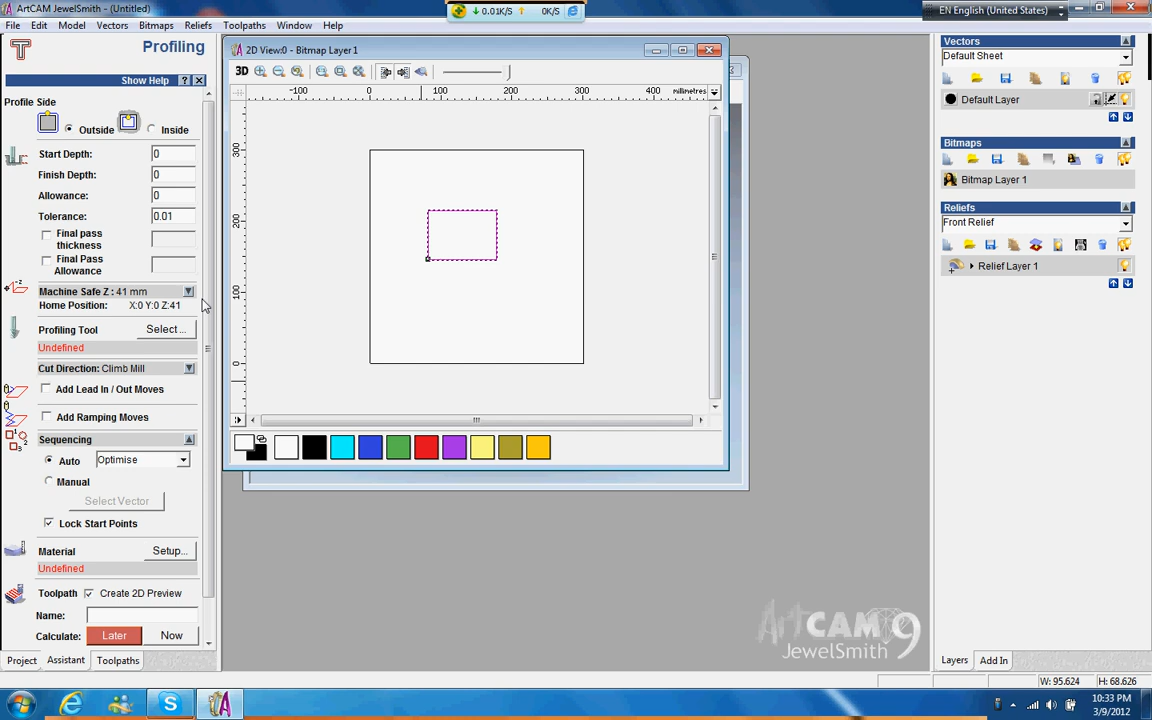 ArtCAM JewelSmith - (Untitled)
0.01K/S 0K/S
EN English (United States)
File Edit Model Vectors Bitmaps Reliefs Toolpaths Window Help
Profiling
Show Help ?
Profile Side
Outside Inside
Start Depth: 0
Finish Depth: 0
Allowance: 0
Tolerance: 0.01
Final pass
thickness
Final Pass
Allowance
Machine Safe Z : 41 mm
Home Position: X:0 Y:0 Z:41
Profiling Tool Select ...
Undefined
Cut Direction: Climb Mill
Add Lead In / Out Moves
Add Ramping Moves
Sequencing
Auto Optimise
Manual
Select Vector
Lock Start Points
Material Setup...
Undefined
Toolpath Create 2D Preview
Name:
Calculate: Later Now
Project Assistant Toolpaths
2D View:0 - Bitmap Layer 1
3D
-100 0 100 200 300 400 millimetres
300
200
100
0
ArtCAM 9
JewelSmith
Vectors
Default Sheet
Default Layer
Bitmaps
Bitmap Layer 1
Reliefs
Front Relief
Relief Layer 1
Layers Add In
W: 95.624 H: 68.626
10:33 PM
3/9/2012